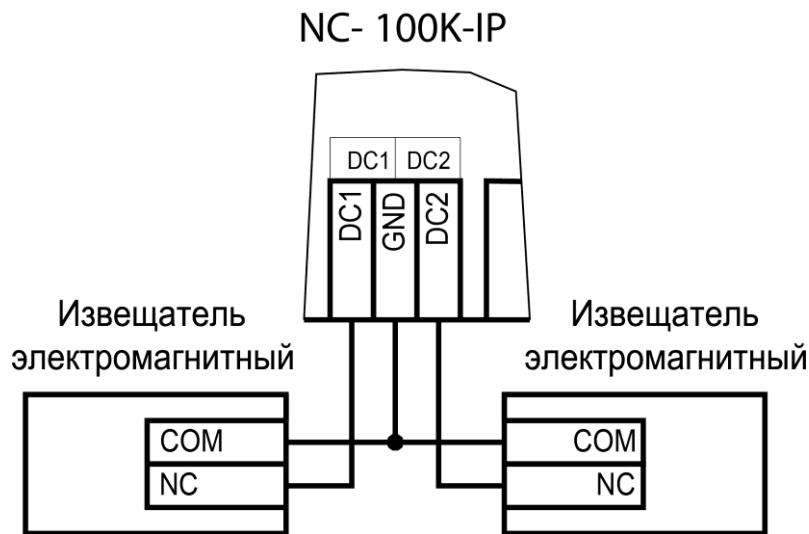 NC- 100K-IP
DC1 DC2
DC1 GND DC2
Извещатель
электромагнитный
Извещатель
электромагнитный
COM
NC
COM
NC